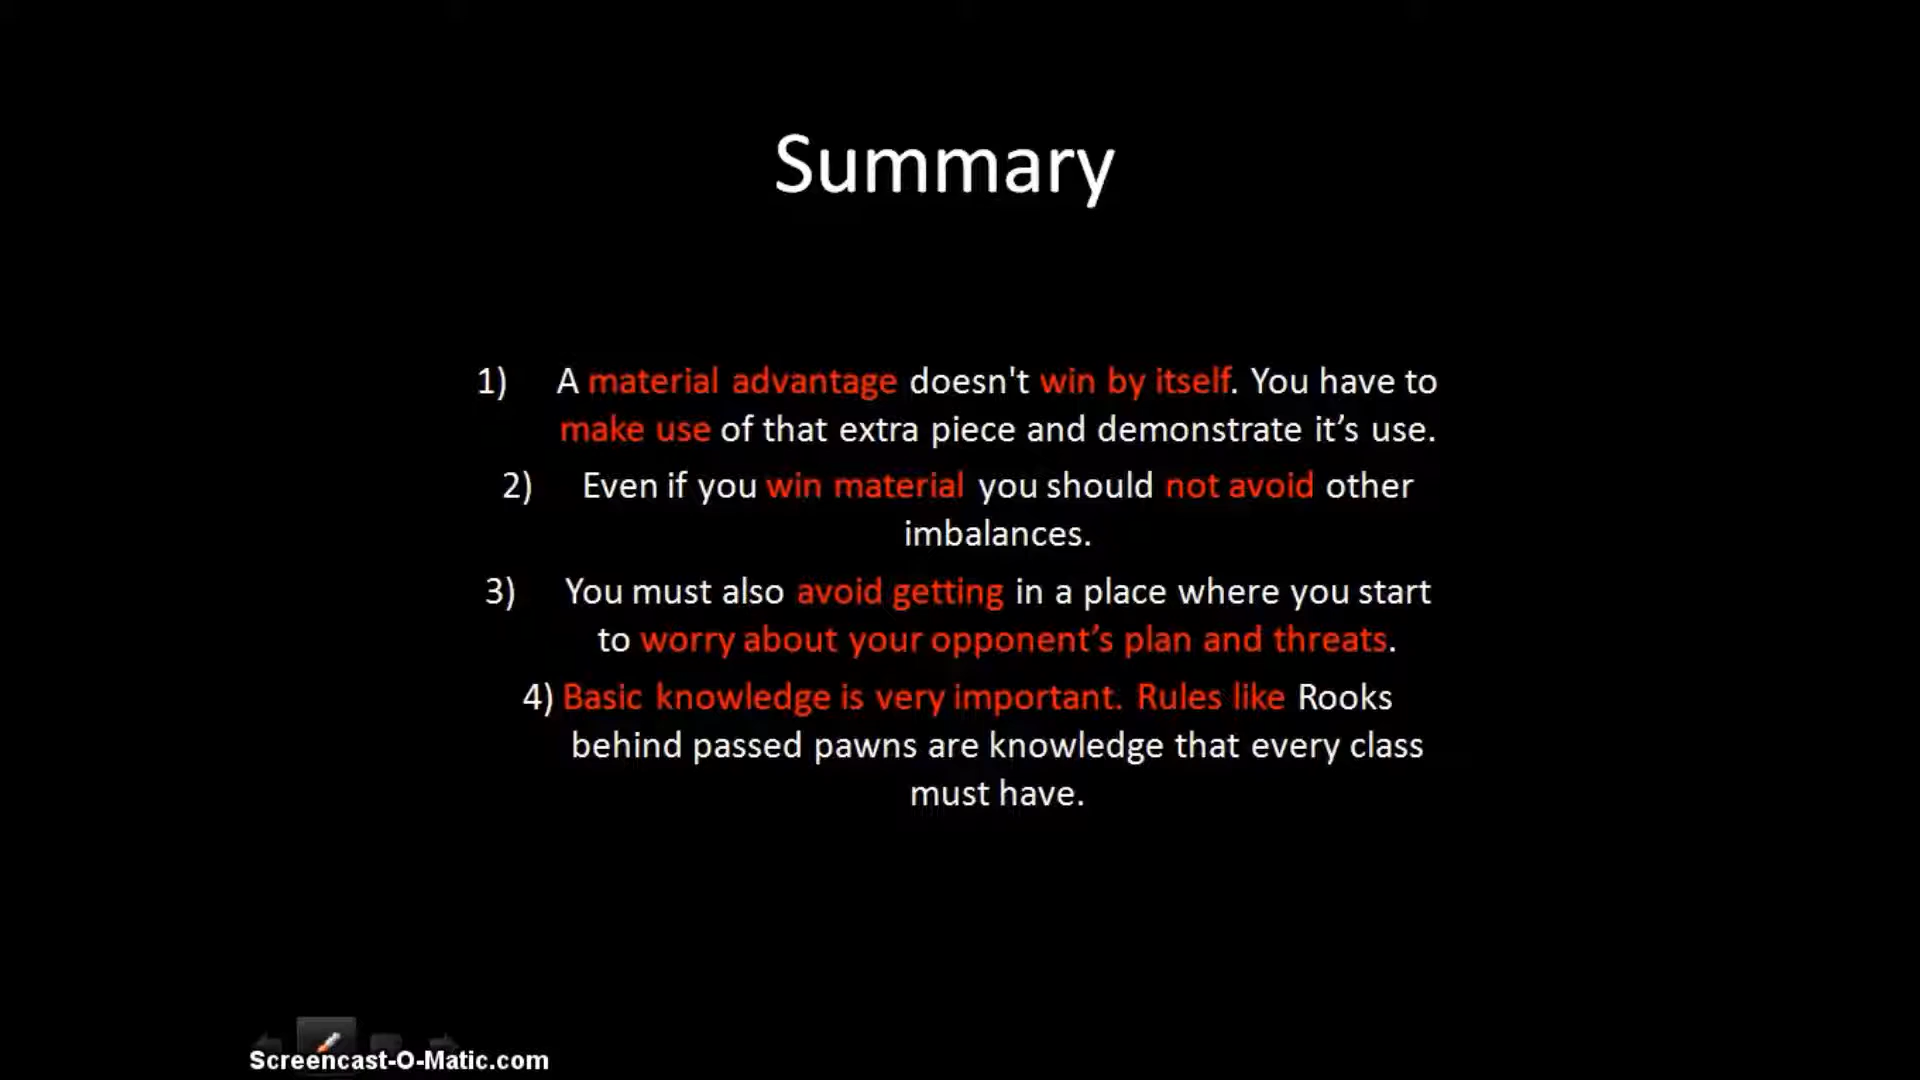 Summary
1) A material advantage doesn't win by itself. You have to
make use of that extra piece and demonstrate it’s use.
2) Even if you win material you should not avoid other
imbalances.
3) You must also avoid getting in a place where you start
to worry about your opponent’s plan and threats.
4) Basic knowledge is very important. Rules like Rooks
behind passed pawns are knowledge that every class
must have.
Screencast-O-Matic.com